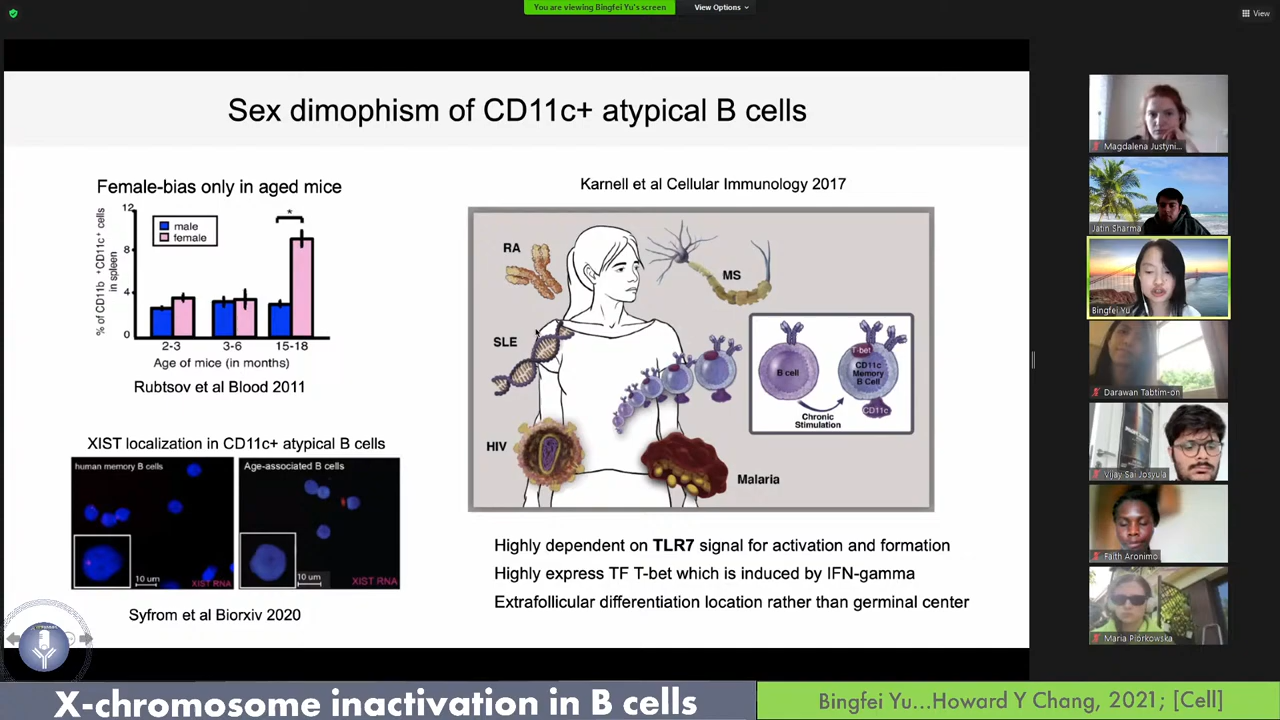 You are viewing Bingfei Yu's screen
View Options
View
Sex dimophism of CD11c+ atypical B cells
Female-bias only in aged mice
% of CD11b +CD11c+ cells
in spleen
12
8
4
0
male
female
*
2-3
3-6
15-18
Age of mice (in months)
Rubtsov et al Blood 2011
XIST localization in CD11c+ atypical B cells
human memory B cells
10 um
XIST RNA
Age-associated B cells
10 um
XIST RNA
Syfrom et al Biorxiv 2020
Karnell et al Cellular Immunology 2017
RA
MS
SLE
HIV
Malaria
B cell
T-bet
CD11c
Memory
B Cell
CD11c
Chronic
Stimulation
Highly dependent on TLR7 signal for activation and formation
Highly express TF T-bet which is induced by IFN-gamma
Extrafollicular differentiation location rather than germinal center
Magdalena Justyni...
Jatin Sharma
Bingfei Yu
Darawan Tabtim-on
Vijay Sai Josyula
Faith Aronimo
Maria Piórkowska
X-chromosome inactivation in B cells
Bingfei Yu...Howard Y Chang, 2021; [Cell]